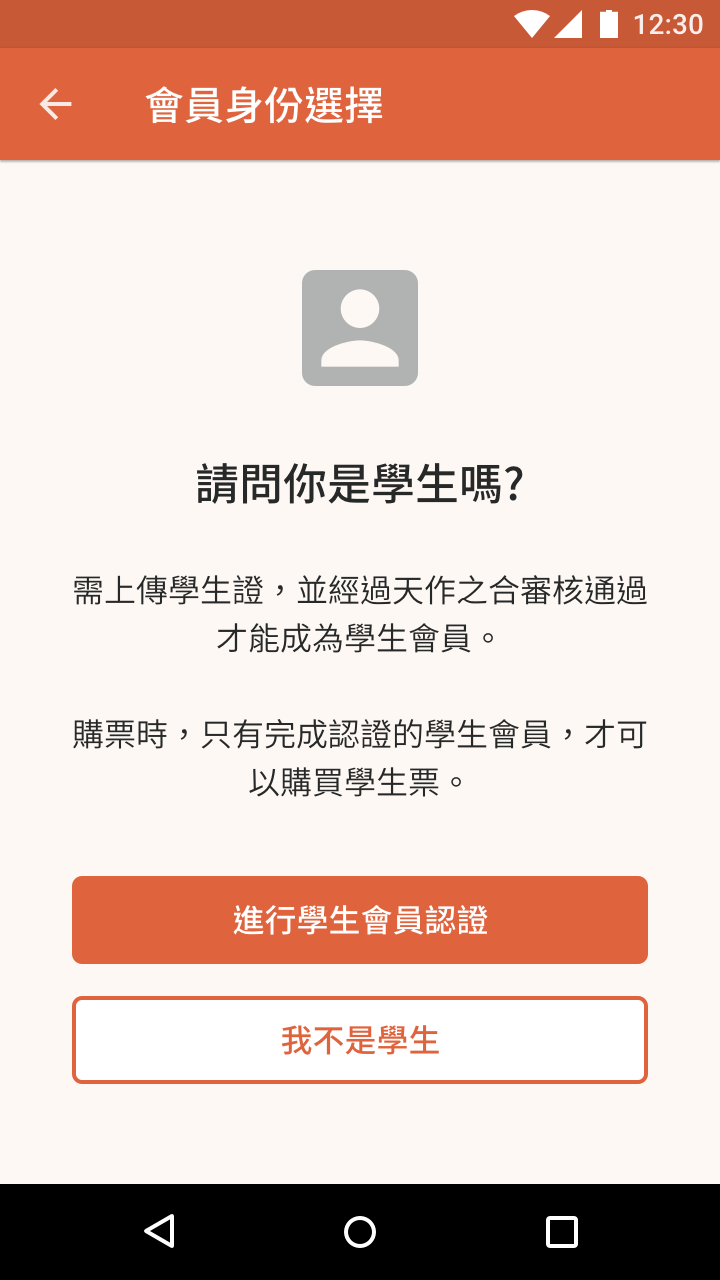 12:30
會員身份選擇
請問你是學生嗎?
需上傳學生證，並經過天作之合審核通過
才能成為學生會員。
購票時，只有完成認證的學生會員，才可
以購買學生票。
進行學生會員認證
我不是學生